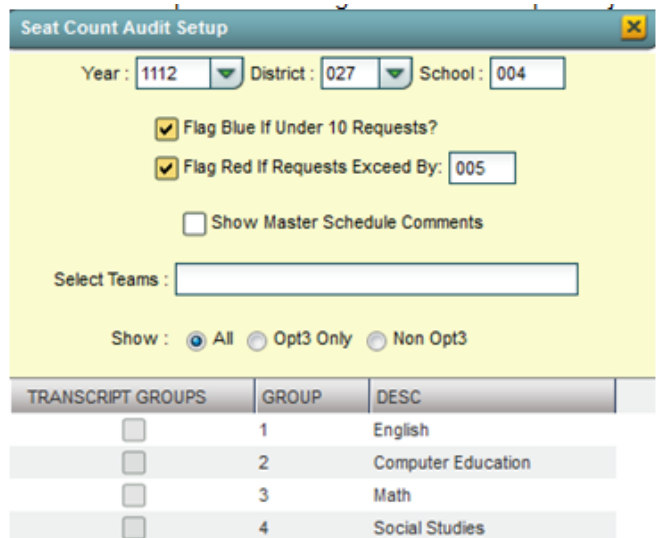 Seat Count Audit Setup
Year : 1112 District : 027 School : 004
Flag Blue If Under 10 Requests?
Flag Red If Requests Exceed By: 005
Show Master Schedule Comments
Select Teams :
Show : All Opt3 Only Non Opt3
TRANSCRIPT GROUPS GROUP DESC
1 English
2 Computer Education
3 Math
4 Social Studies